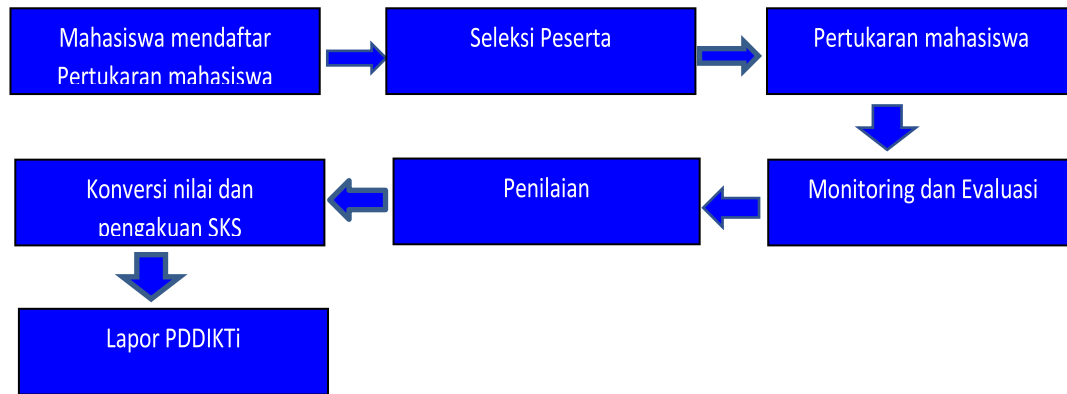 Mahasiswa mendaftar
Pertukaran mahasiswa
Seleksi Peserta
Pertukaran mahasiswa
Monitoring dan Evaluasi
Penilaian
Konversi nilai dan
pengakuan SKS
Lapor PDDIKTi